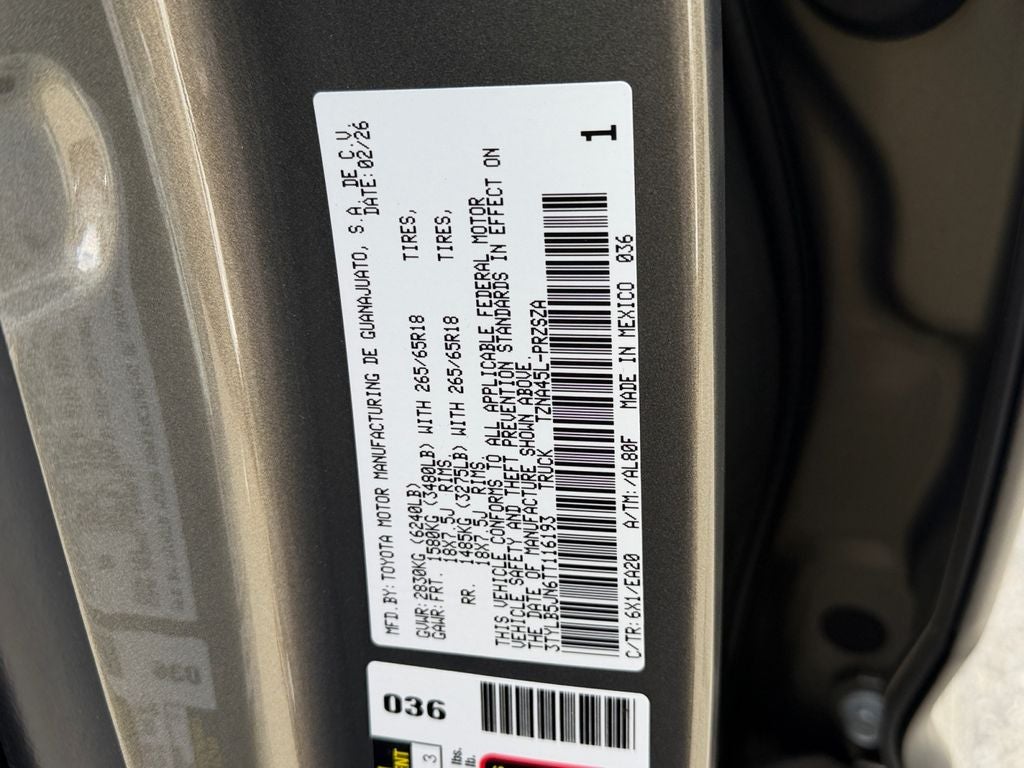 MFD.BY:TOYOTA MOTOR MANUFACTURING DE GUANAJUATO, S.A. DE C.V.
DATE:02/26
GVWR:2830KG (6240LB)
GAWR:FRT. 1580KG (3480LB) WITH 265/65R18 TIRES,
18X7.5J RIMS
RR. 1485KG (3275LB) WITH 265/65R18 TIRES,
18X7.5J RIMS
THIS VEHICLE CONFORMS TO ALL APPLICABLE FEDERAL MOTOR
VEHICLE SAFETY AND THEFT PREVENTION STANDARDS IN EFFECT ON
THE DATE OF MANUFACTURE SHOWN ABOVE.
3TYLB5JN6TT116193 TRUCK TZNA45L-PRZSZA
1
C/TR:6X1/EA20 A/TM:/AL80F MADE IN MEXICO 036
036
3
lbs.
lb.